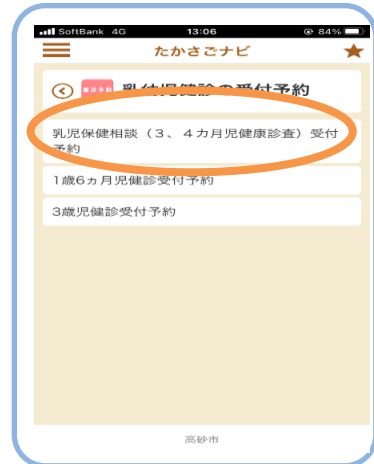 SoftBank 4G 13:06 84%
たかさごナビ
健診予約 乳幼児健診の受付予約
乳児保健相談（3、4カ月児健康診査）受付
予約
1歳6ヵ月児健診受付予約
3歳児健診受付予約
高砂市